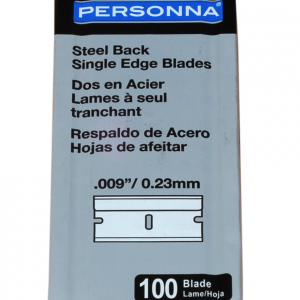 PERSONNA
Steel Back
Single Edge Blades
Dos en Acier
Lames à seul
tranchant
Respaldo de Acero
Hojas de afeitar
.009"/ 0.23mm
100 Blade
Lame/Hoja